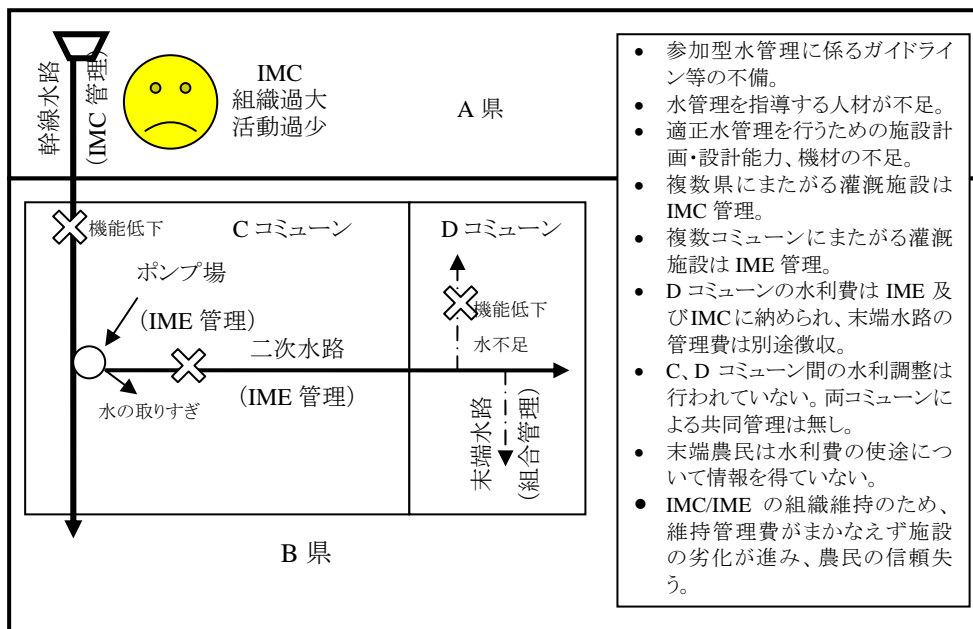 幹線水路
(IMC 管理)
IMC
組織過大
活動過少
A 県
機能低下
C コミューン
D コミューン
ポンプ場
(IME 管理)
機能低下
二次水路
水不足
(IME 管理)
水の取りすぎ
末端水路
(組合管理)
B 県
• 参加型水管理に係るガイドライ
ン等の不備。
• 水管理を指導する人材が不足。
• 適正水管理を行うための施設計
画・設計能力、機材の不足。
• 複数県にまたがる灌漑施設は
IMC 管理。
• 複数コミューンにまたがる灌漑
施設は IME 管理。
• D コミューンの水利費は IME 及
び IMC に納められ、末端水路の
管理費は別途徴収。
• C、D コミューン間の水利調整は
行われていない。両コミューンに
よる共同管理は無し。
• 末端農民は水利費の使途につ
いて情報を得ていない。
• IMC/IME の組織維持のため、
維持管理費がまかなえず施設
の劣化が進み、農民の信頼失
う。